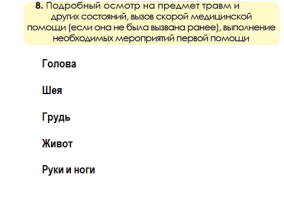 8. Подробный осмотр на предмет травм и
других состояний, вызов скорой медицинской
помощи (если она не была вызвана ранее), выполнение
необходимых мероприятий первой помощи
Голова
Шея
Грудь
Живот
Руки и ноги